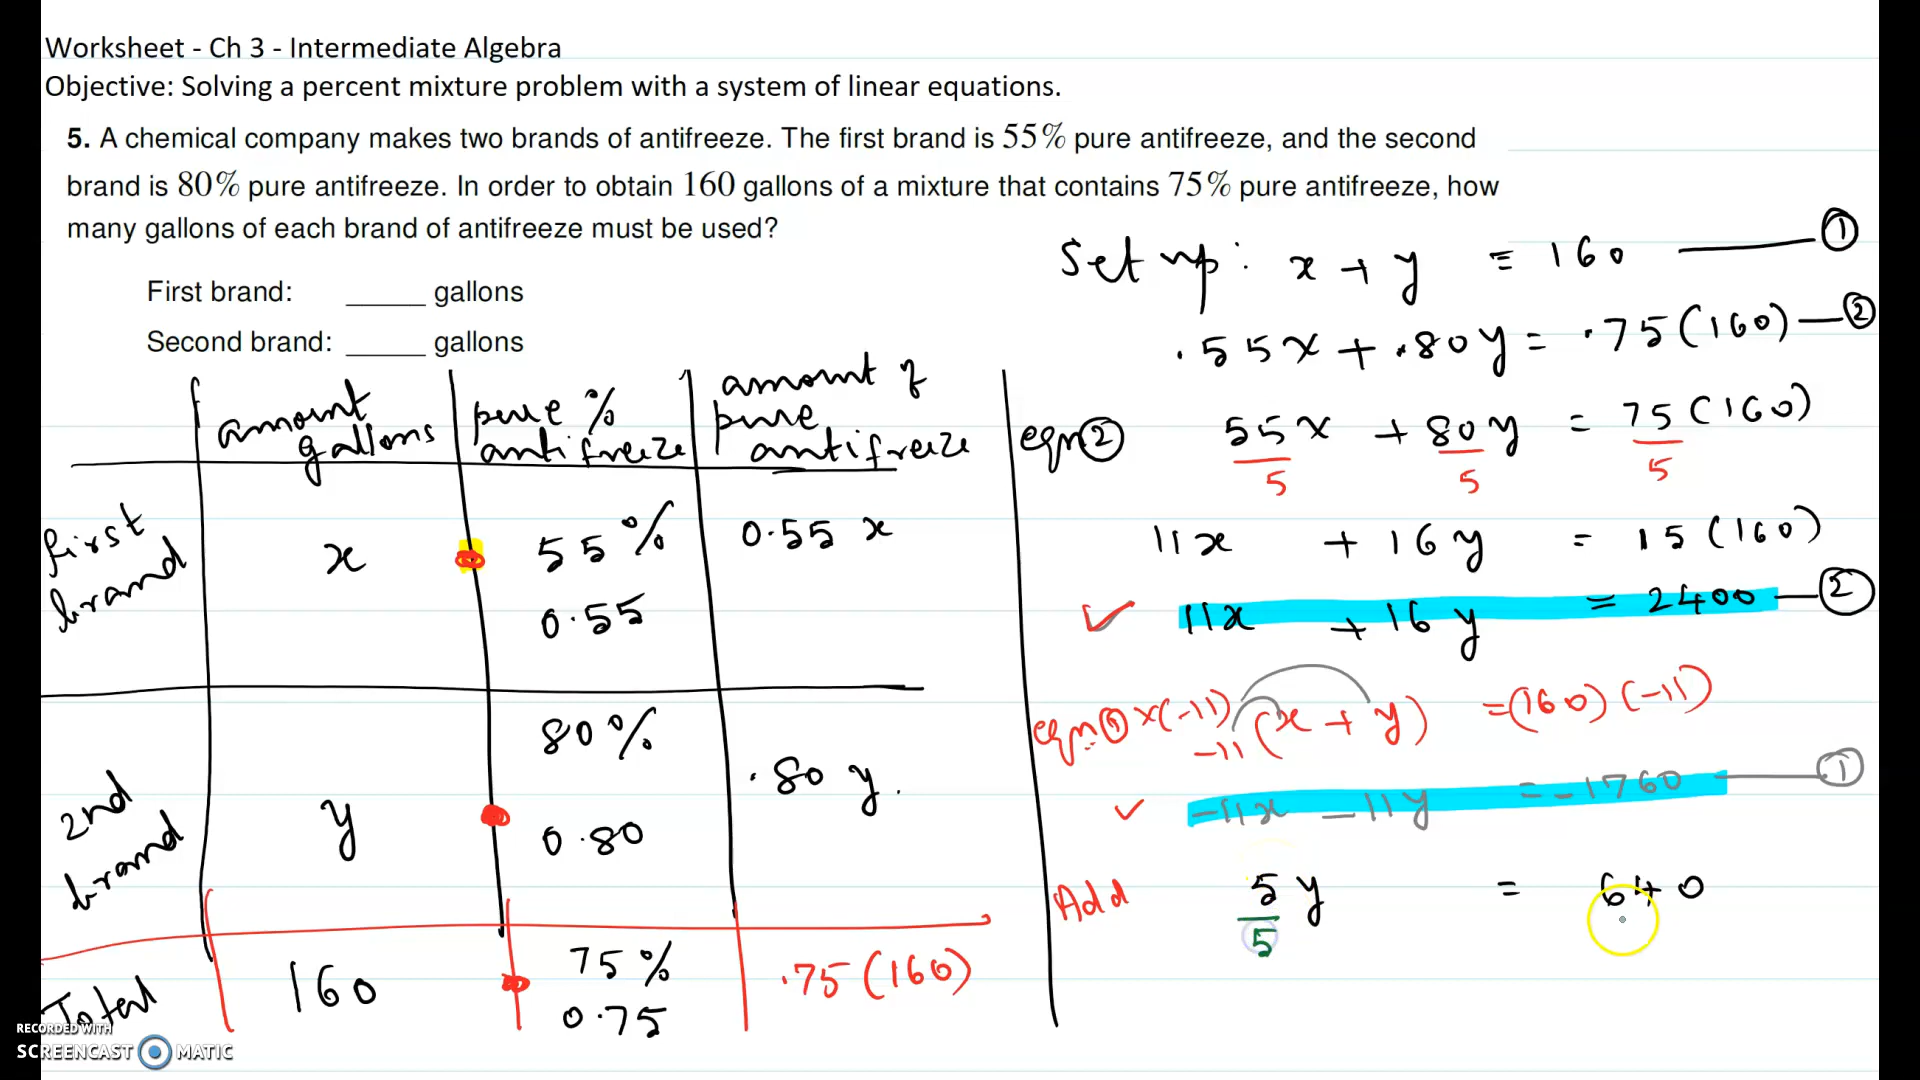 Worksheet - Ch 3 - Intermediate Algebra
Objective: Solving a percent mixture problem with a system of linear equations.
5. A chemical company makes two brands of antifreeze. The first brand is 55% pure antifreeze, and the second
brand is 80% pure antifreeze. In order to obtain 160 gallons of a mixture that contains 75% pure antifreeze, how
many gallons of each brand of antifreeze must be used?
First brand: _____ gallons
Second brand: _____ gallons
amount gallons
pure % antifreeze
amount of pure antifreeze
first brand
x
55%
0.55
0.55 x
2nd brand
y
80%
0.80
.80 y.
Total
160
75%
0.75
.75(160)
Set up: x + y = 160 — ①
.55x + .80y = .75(160) — ②
eqn② 55x + 80y = 75(160)
5 5 5
11x + 16y = 15(160)
✓ 11x + 16y = 2400 — ②
eqn① x(-11) -11(x + y) = (160)(-11)
✓ -11x - 11y = -1760 — ①
Add 5y = 640
5
RECORDED WITH
SCREENCAST MATIC